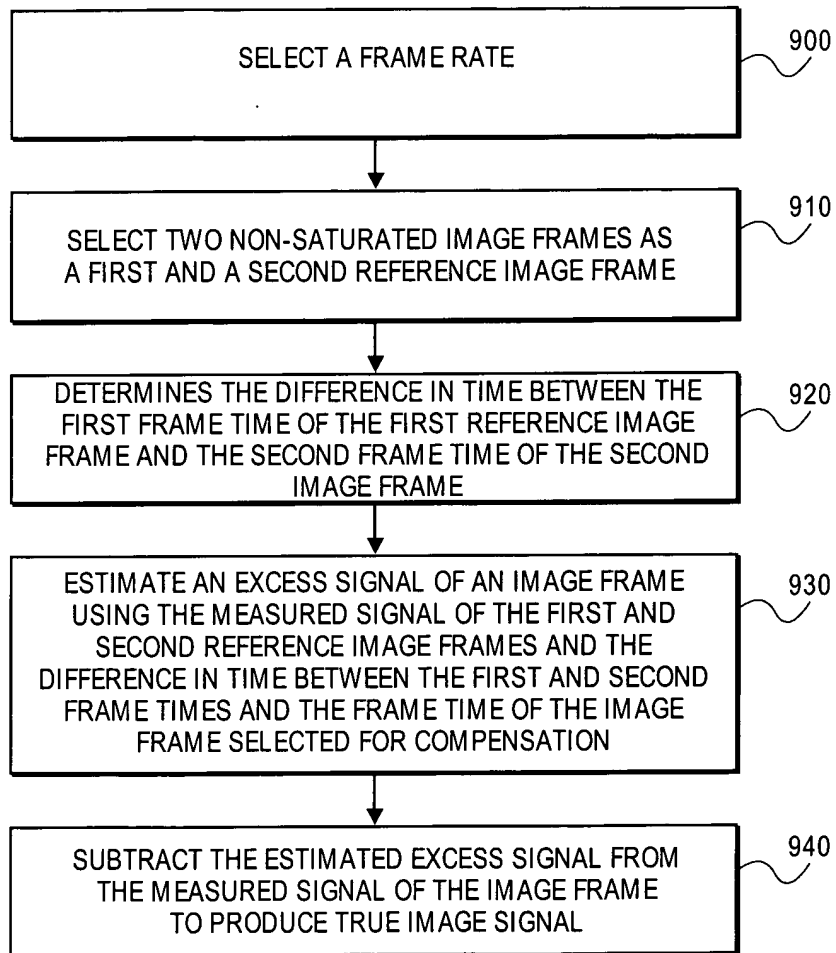 SELECT A FRAME RATE
900
SELECT TWO NON-SATURATED IMAGE FRAMES AS
A FIRST AND A SECOND REFERENCE IMAGE FRAME
910
DETERMINES THE DIFFERENCE IN TIME BETWEEN THE
FIRST FRAME TIME OF THE FIRST REFERENCE IMAGE
FRAME AND THE SECOND FRAME TIME OF THE SECOND
IMAGE FRAME
920
ESTIMATE AN EXCESS SIGNAL OF AN IMAGE FRAME
USING THE MEASURED SIGNAL OF THE FIRST AND
SECOND REFERENCE IMAGE FRAMES AND THE
DIFFERENCE IN TIME BETWEEN THE FIRST AND SECOND
FRAME TIMES AND THE FRAME TIME OF THE IMAGE
FRAME SELECTED FOR COMPENSATION
930
SUBTRACT THE ESTIMATED EXCESS SIGNAL FROM
THE MEASURED SIGNAL OF THE IMAGE FRAME
TO PRODUCE TRUE IMAGE SIGNAL
940